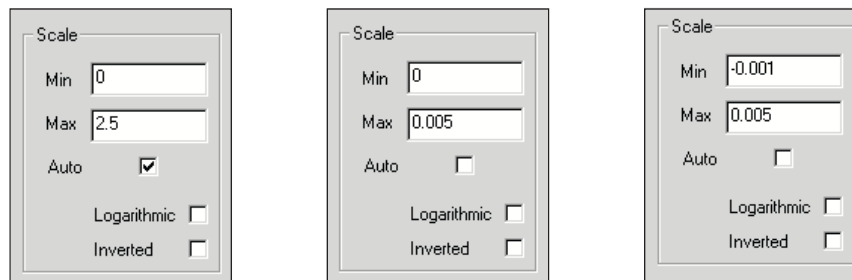 Scale
Min 0
Max 2.5
Auto
Logarithmic
Inverted
Scale
Min 0
Max 0.005
Auto
Logarithmic
Inverted
Scale
Min -0.001
Max 0.005
Auto
Logarithmic
Inverted